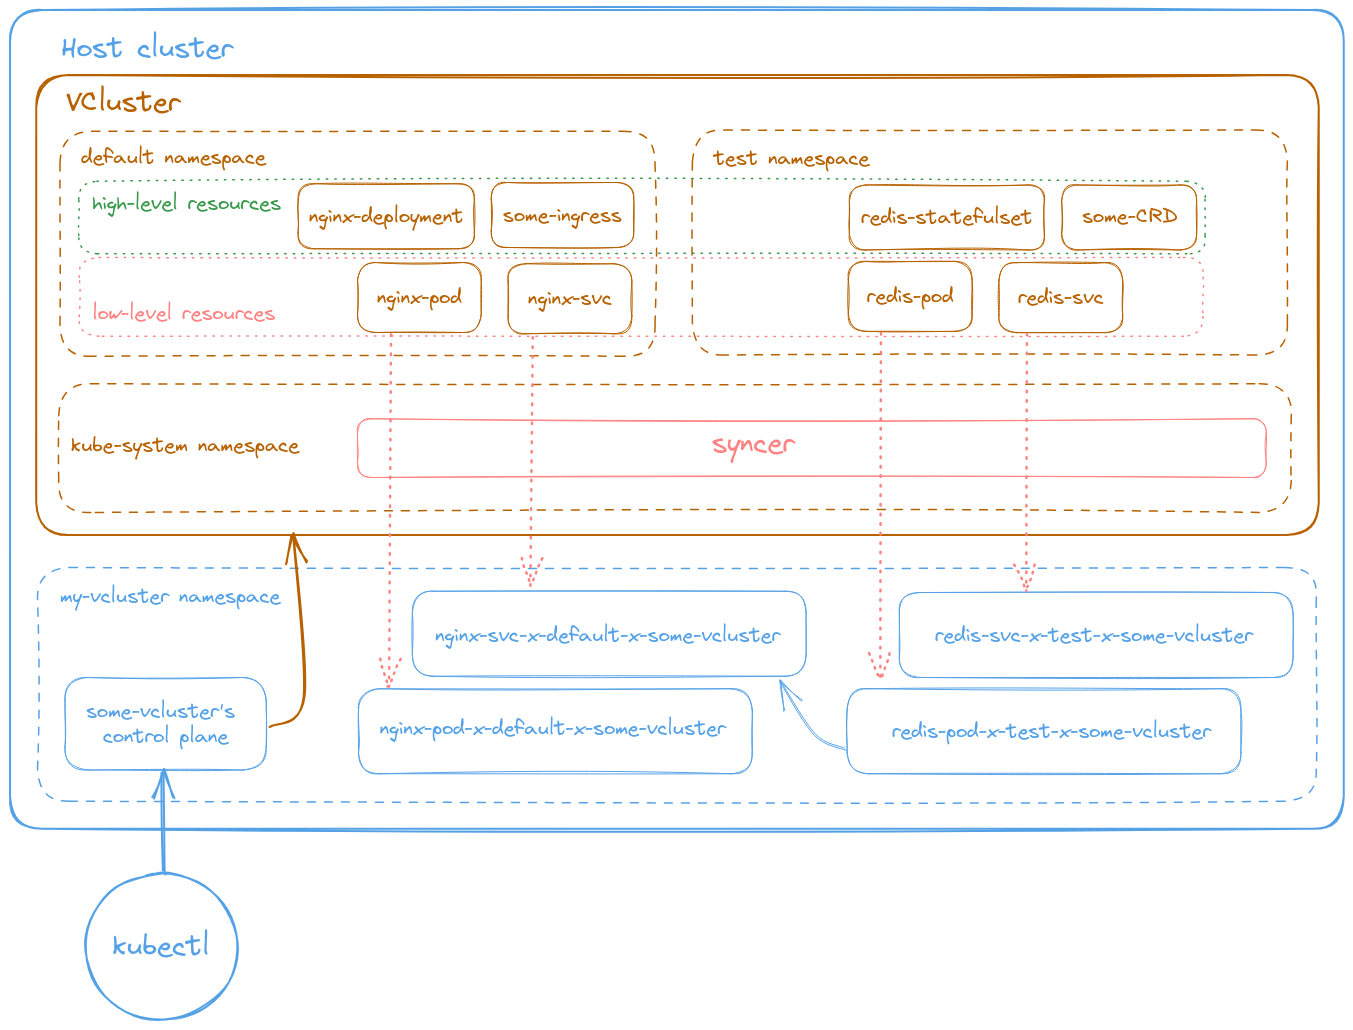 Host cluster
VCluster
default namespace
test namespace
high-level resources
nginx-deployment
some-ingress
redis-statefulset
some-CRD
low-level resources
nginx-pod
nginx-svc
redis-pod
redis-svc
kube-system namespace
syncer
my-vcluster namespace
nginx-svc-x-default-x-some-vcluster
redis-svc-x-test-x-some-vcluster
some-vcluster's
control plane
nginx-pod-x-default-x-some-vcluster
redis-pod-x-test-x-some-vcluster
kubectl